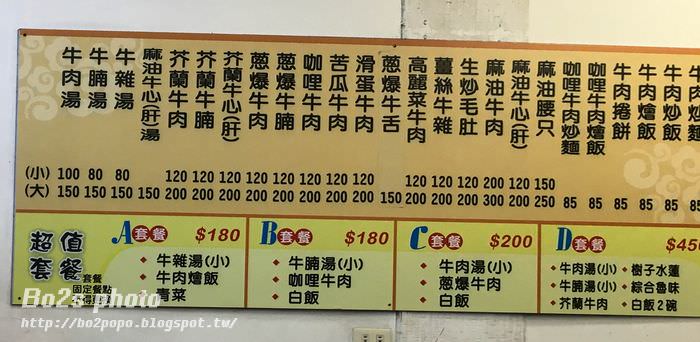 牛肉湯
牛腩湯
牛雜湯
麻油牛心(肝)湯
芥蘭牛肉
芥蘭牛腩
芥蘭牛心(肝)
蔥爆牛肉
蔥爆牛腩
咖哩牛肉
苦瓜牛肉
滑蛋牛肉
蔥爆牛舌
高麗菜牛肉
薑絲牛雜
生炒毛肚
麻油牛肉
麻油牛心(肝)
麻油腰只
咖哩牛肉炒麵
咖哩牛肉燴飯
牛肉捲餅
牛肉燴飯
牛肉炒飯
(小) 100 80 80 120 120 120 120 120 120 120 120 120 120 120 200 120 150
(大) 150 150 150 150 200 200 200 200 200 200 200 200 150 200 200 200 300 200 250 85 85 85 85 85
超值套餐
套餐
固定餐點
A套餐 $180
牛雜湯(小)
牛肉燴飯
青菜
B套餐 $180
牛腩湯(小)
咖哩牛肉
白飯
C套餐 $200
牛肉湯(小)
蔥爆牛肉
白飯
D套餐 $450
牛肉湯(小) 樹子水蓮
牛腩湯(小) 綜合魯味
芥蘭牛肉 白飯2碗
Bo2s photo
http://bo2popo.blogspot.tw/